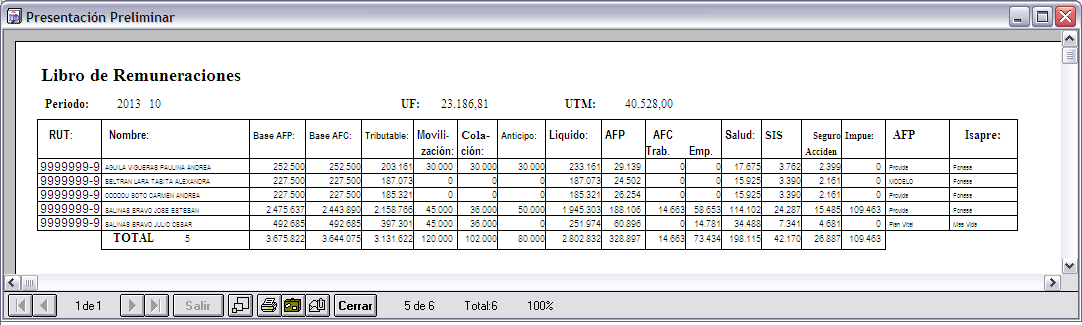 Presentación Preliminar
Libro de Remuneraciones
Periodo: 2013 10 UF: 23.186,81 UTM: 40.528,00
RUT: Nombre: Base AFP: Base AFC: Tributable: Movili- Cola- Anticipo: Liquido: AFP AFC Salud: SIS Seguro Impue: AFP Isapre:
zación: ción: Trab. Emp. Acciden
9999999-9 AGUILA VIGUERAS PAULINA ANDREA 252.500 252.500 203.161 30.000 30.000 30.000 233.161 29.139 0 0 17.675 3.762 2.399 0 Provida Fonasa
9999999-9 BELTRAN LARA TABITA ALEXANDRA 227.500 227.500 187.073 0 0 0 187.073 24.502 0 0 15.925 3.390 2.161 0 MODELO Fonasa
9999999-9 CODDOU SOTO CARMEN ANDREA 227.500 227.500 185.321 0 0 0 185.321 26.254 0 0 15.925 3.390 2.161 0 Provida Fonasa
9999999-9 SALINAS BRAVO JOSE ESTEBAN 2.475.637 2.443.890 2.158.766 45.000 36.000 50.000 1.945.303 188.106 14.663 58.653 114.102 24.287 15.485 109.463 Provida Fonasa
9999999-9 SALINAS BRAVO JULIO CESAR 492.685 492.685 397.301 45.000 36.000 0 251.974 60.896 0 14.781 34.488 7.341 4.681 0 Plan Vital Mas Vida
TOTAL 5 3.675.822 3.644.075 3.131.622 120.000 102.000 80.000 2.802.832 328.897 14.663 73.434 198.115 42.170 26.887 109.463
1 de 1 Salir Cerrar 5 de 6 Total:6 100%